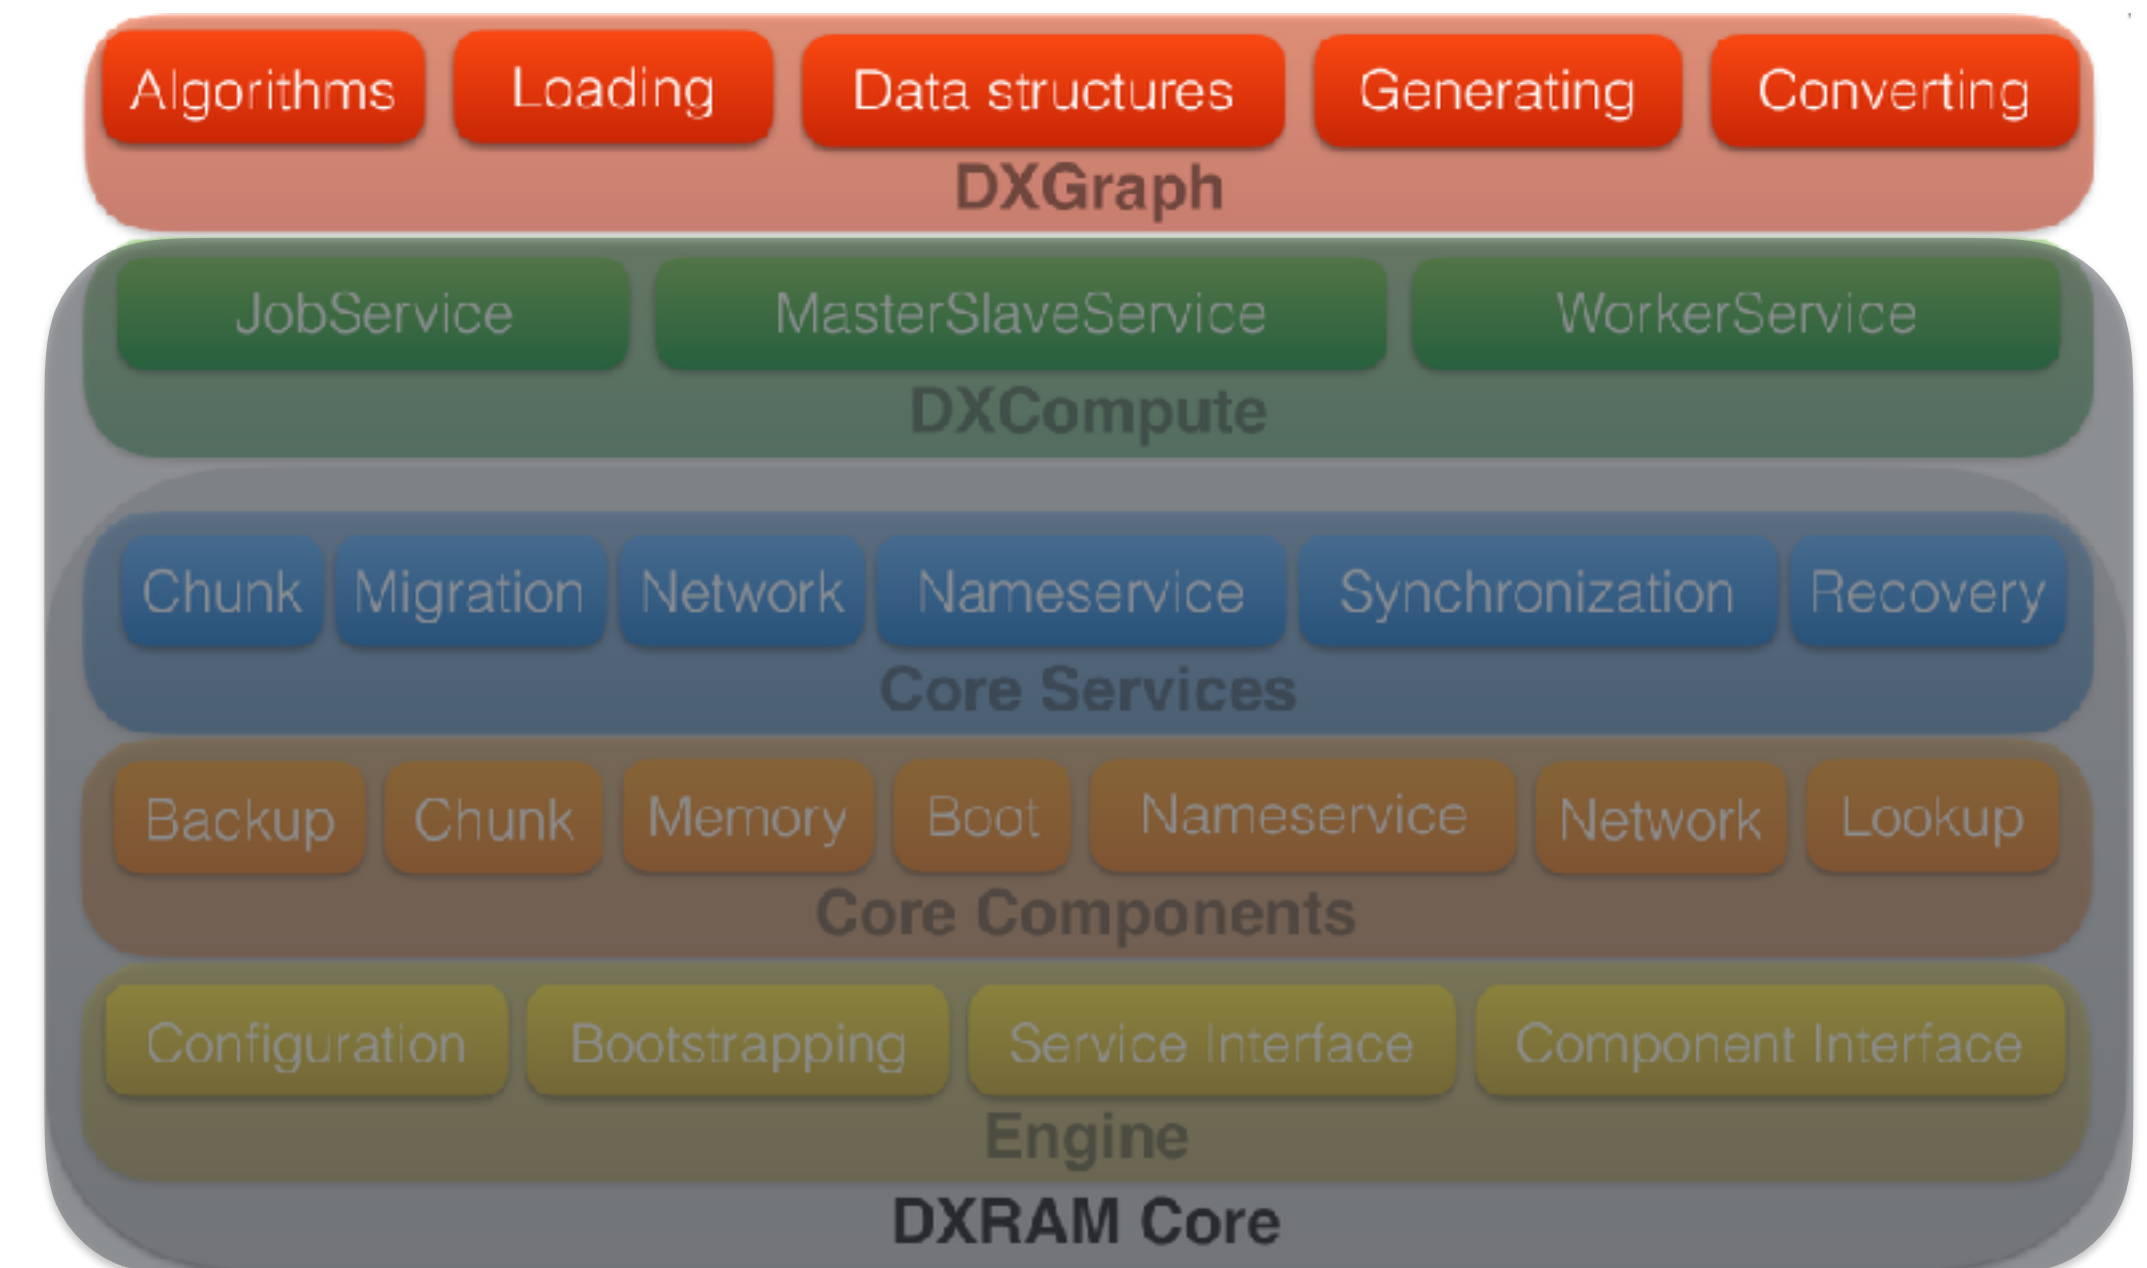 Algorithms Loading Data structures Generating Converting
DXGraph
JobService MasterSlaveService WorkerService
DXCompute
Chunk Migration Network Nameservice Synchronization Recovery
Core Services
Backup Chunk Memory Boot Nameservice Network Lookup
Core Components
Configuration Bootstrapping Service Interface Component Interface
Engine
DXRAM Core